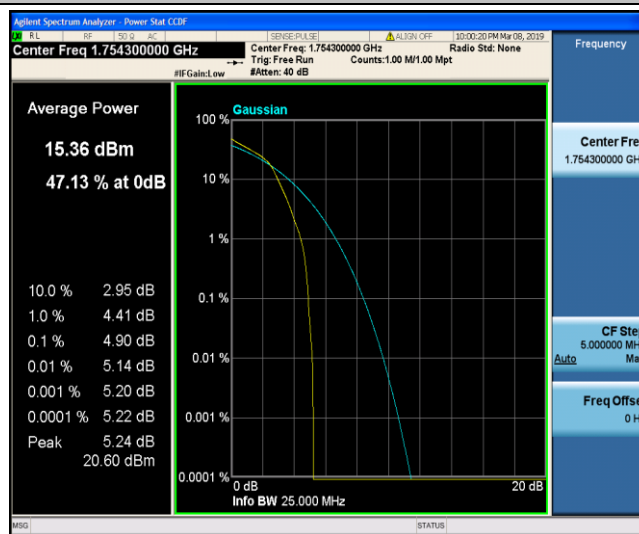 Agilent Spectrum Analyzer - Power Stat CCDF
RL RF 50 Ω AC SENSE:PULSE ALIGN OFF 10:00:20 PM Mar 08, 2019
Center Freq 1.754300000 GHz
Center Freq: 1.754300000 GHz Radio Std: None
Trig: Free Run Counts:1.00 M/1.00 Mpt
#IFGain:Low #Atten: 40 dB
Frequency
Average Power
15.36 dBm
47.13 % at 0dB
10.0 % 2.95 dB
1.0 % 4.41 dB
0.1 % 4.90 dB
0.01 % 5.14 dB
0.001 % 5.20 dB
0.0001 % 5.22 dB
Peak 5.24 dB
20.60 dBm
Gaussian
100 %
10 %
1 %
0.1 %
0.01 %
0.001 %
0.0001 %
0 dB 20 dB
Info BW 25.000 MHz
Center Fre
1.754300000 GH
CF Ste
5.000000 MH
Auto Ma
Freq Offse
0 H
MSG STATUS